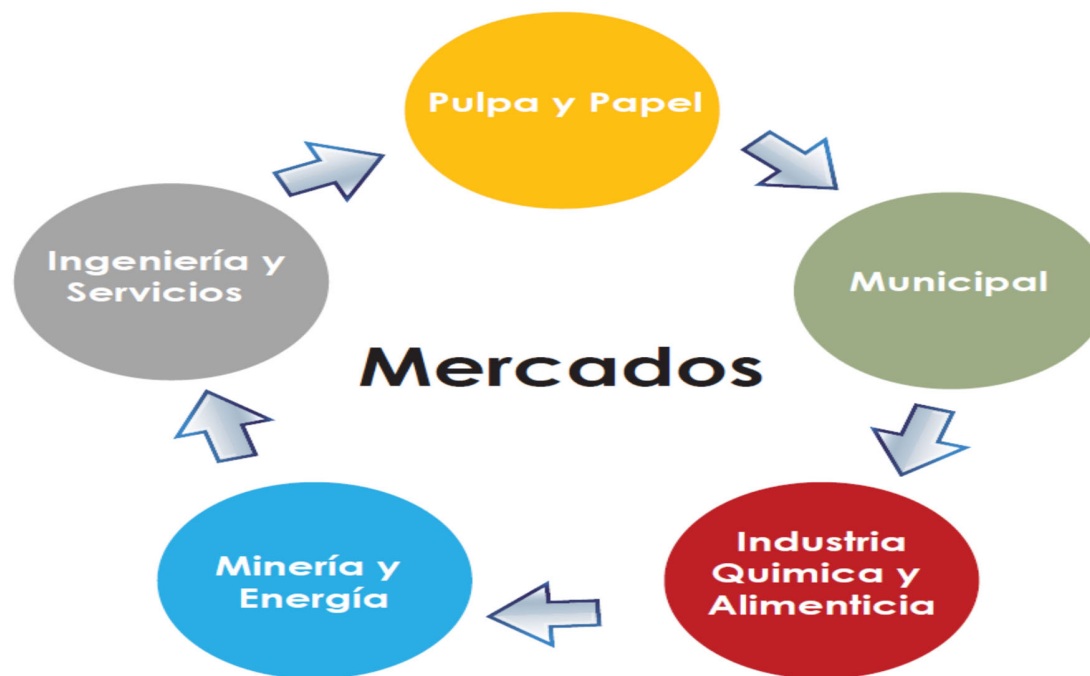 Pulpa y Papel
Municipal
Industria
Quimica y
Alimenticia
Minería y
Energía
Ingeniería y
Servicios
Mercados